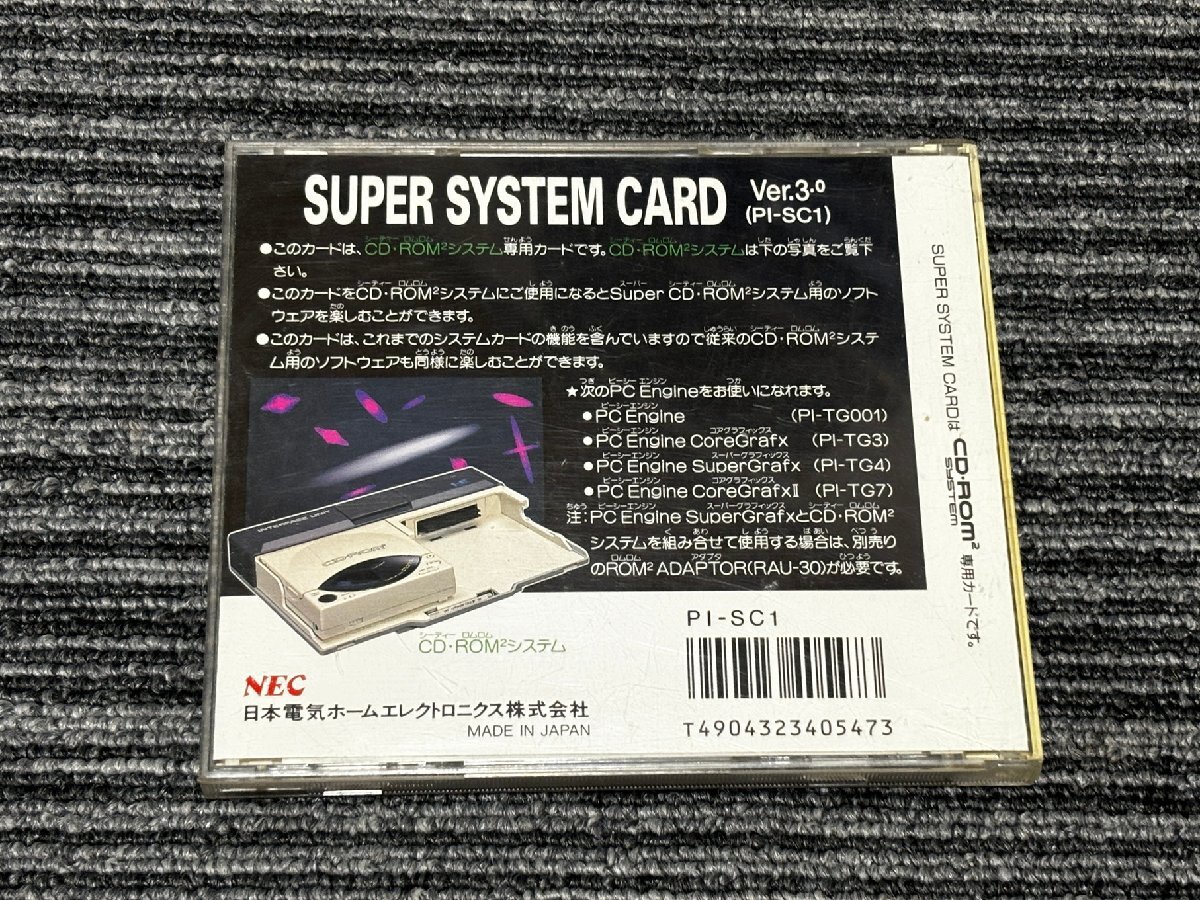 SUPER SYSTEM CARD Ver.3.0
(PI-SC1)
●このカードは、CD・ROM²システム専用カードです。CD・ROM²システムは下の写真をご覧下
さい。
●このカードをCD・ROM²システムにご使用になるとSuper CD・ROM²システム用のソフト
ウェアを楽しむことができます。
●このカードは、これまでのシステムカードの機能を含んでいますので従来のCD・ROM²システ
ム用のソフトウェアも同様に楽しむことができます。
★次のPC Engineをお使いになれます。
●PC Engine (PI-TG001)
●PC Engine CoreGrafx (PI-TG3)
●PC Engine SuperGrafx (PI-TG4)
●PC Engine CoreGrafxⅡ (PI-TG7)
注:PC Engine SuperGrafxとCD・ROM²
システムを組み合せて使用する場合は、別売り
のROM² ADAPTOR(RAU-30)が必要です。
INTERFACE UNIT
CD・ROM²システム
NEC
日本電気ホームエレクトロニクス株式会社
MADE IN JAPAN
PI-SC1
T4904323405473
SUPER SYSTEM CARDは CD・ROM² SYSTEM 専用カードです。